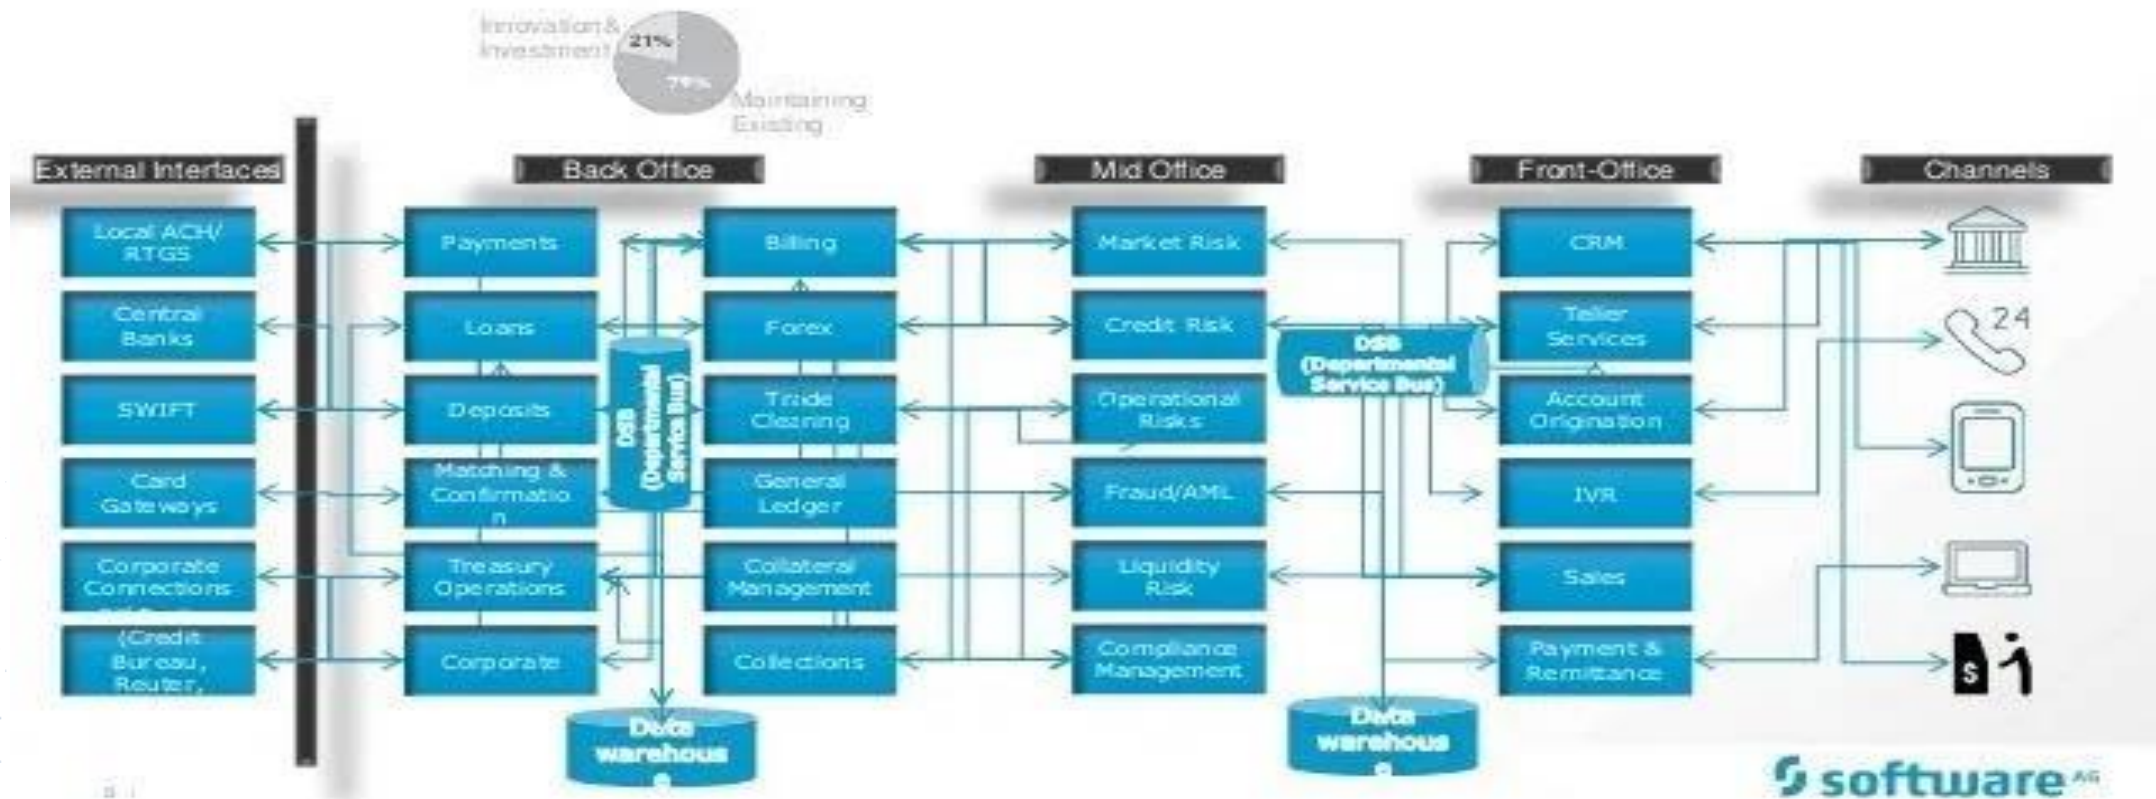 Innovation &
Investment
21%
79%
Maintaining
Existing
External Interfaces
Back Office
Mid Office
Front-Office
Channels
Local ACH/
RTGS
Central
Banks
SWIFT
Card
Gateways
Corporate
Connections
(Credit
Bureau,
Reuter,
Payments
Loans
Deposits
Matching &
Confirmatio
n
Treasury
Operations
Corporate
DSB
(Departmental
Service Bus)
Billing
Forex
Trade
Clearing
General
Ledger
Collateral
Management
Collections
Data
warehous
e
Market Risk
Credit Risk
Operational
Risks
Fraud/AML
Liquidity
Risk
Compliance
Management
DSB
(Departmental
Service Bus)
Data
warehous
e
CRM
Teller
Services
Account
Origination
IVR
Sales
Payment &
Remittance
24
$
software AG